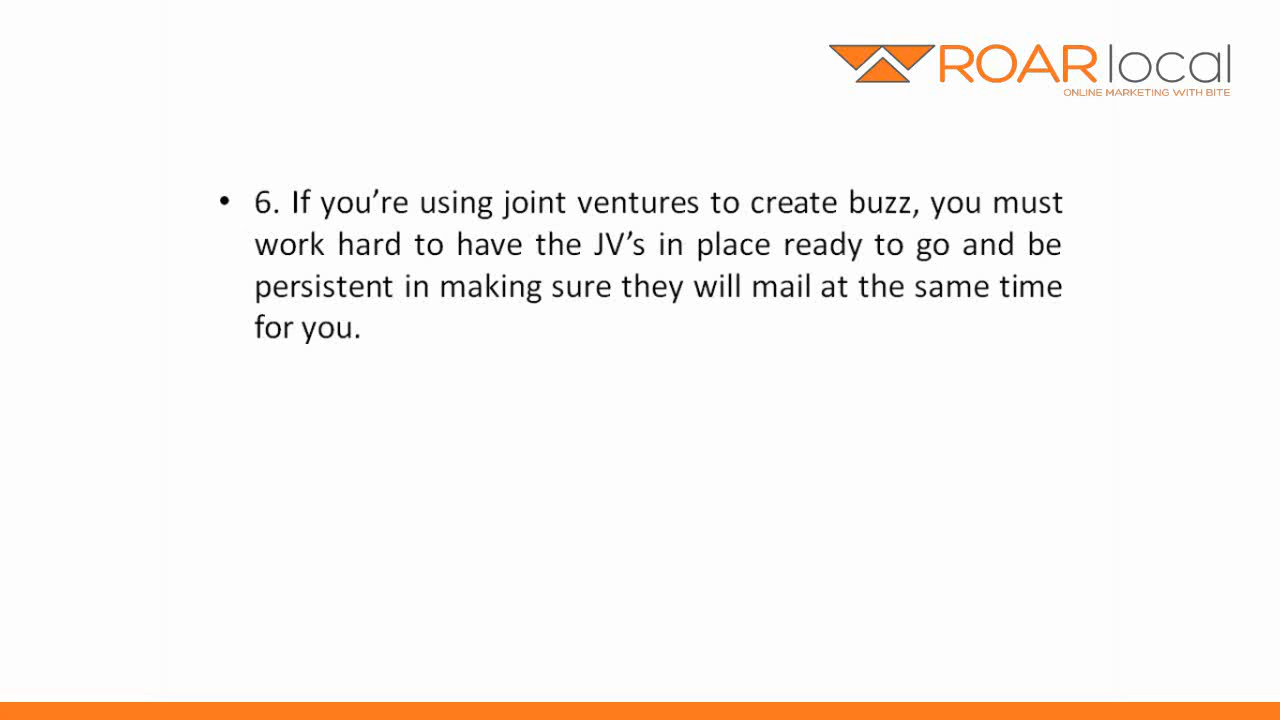 ROAR local
ONLINE MARKETING WITH BITE
• 6. If you’re using joint ventures to create buzz, you must
work hard to have the JV’s in place ready to go and be
persistent in making sure they will mail at the same time
for you.